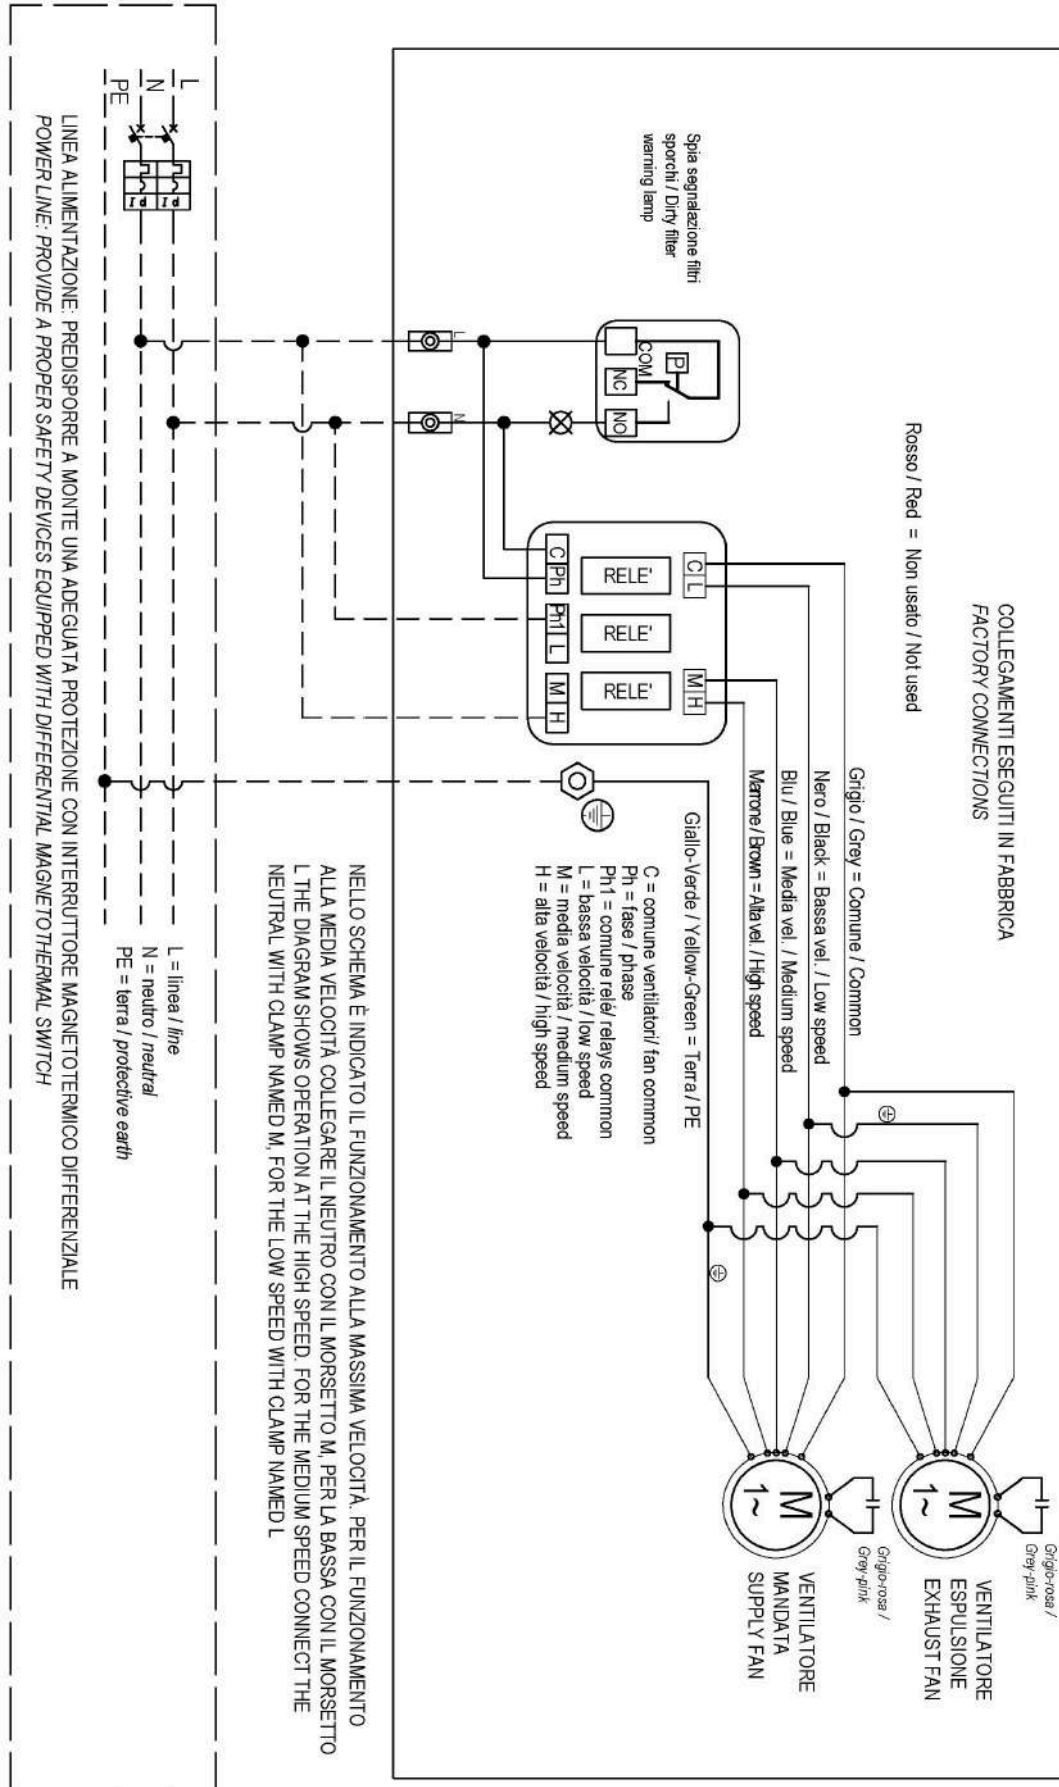 COLLEGAMENTI ESEGUITI IN FABBRICA
FACTORY CONNECTIONS
Rosso / Red = Non usato / Not used
Spia segnalazione filtri
sporchi / Dirty filter
warning lamp
COM
P
NC
NO
L
N
C L
M H
RELE'
RELE'
RELE'
C Ph
Ph1 L
M H
Grigio / Grey = Comune / Common
Nero / Black = Bassa vel. / Low speed
Blu / Blue = Media vel. / Medium speed
Marrone / Brown = Alta vel. / High speed
Giallo-Verde / Yellow-Green = Terra / PE
C = comune ventilatori/ fan common
Ph = fase / phase
Ph1 = comune relé/ relays common
L = bassa velocità / low speed
M = media velocità / medium speed
H = alta velocità / high speed
Grigio-rosa /
Grey-pink
M
1~
VENTILATORE
ESPULSIONE
EXHAUST FAN
Grigio-rosa /
Grey-pink
M
1~
VENTILATORE
MANDATA
SUPPLY FAN
NELLO SCHEMA È INDICATO IL FUNZIONAMENTO ALLA MASSIMA VELOCITÀ. PER IL FUNZIONAMENTO
ALLA MEDIA VELOCITÀ COLLEGARE IL NEUTRO CON IL MORSETTO M, PER LA BASSA CON IL MORSETTO
L THE DIAGRAM SHOWS OPERATION AT THE HIGH SPEED. FOR THE MEDIUM SPEED CONNECT THE
NEUTRAL WITH CLAMP NAMED M, FOR THE LOW SPEED WITH CLAMP NAMED L
L
N
PE
I d
I d
L = linea / line
N = neutro / neutral
PE = terra / protective earth
LINEA ALIMENTAZIONE: PREDISPORRE A MONTE UNA ADEGUATA PROTEZIONE CON INTERRUTTORE MAGNETOTERMICO DIFFERENZIALE
POWER LINE: PROVIDE A PROPER SAFETY DEVICES EQUIPPED WITH DIFFERENTIAL MAGNETOTHERMAL SWITCH